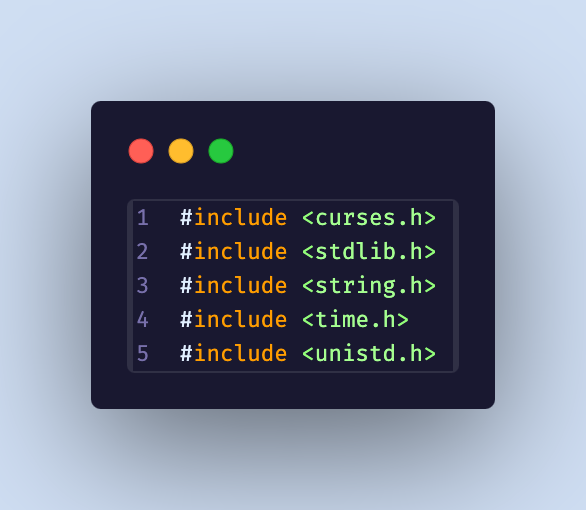 1 #include <curses.h>
2 #include <stdlib.h>
3 #include <string.h>
4 #include <time.h>
5 #include <unistd.h>